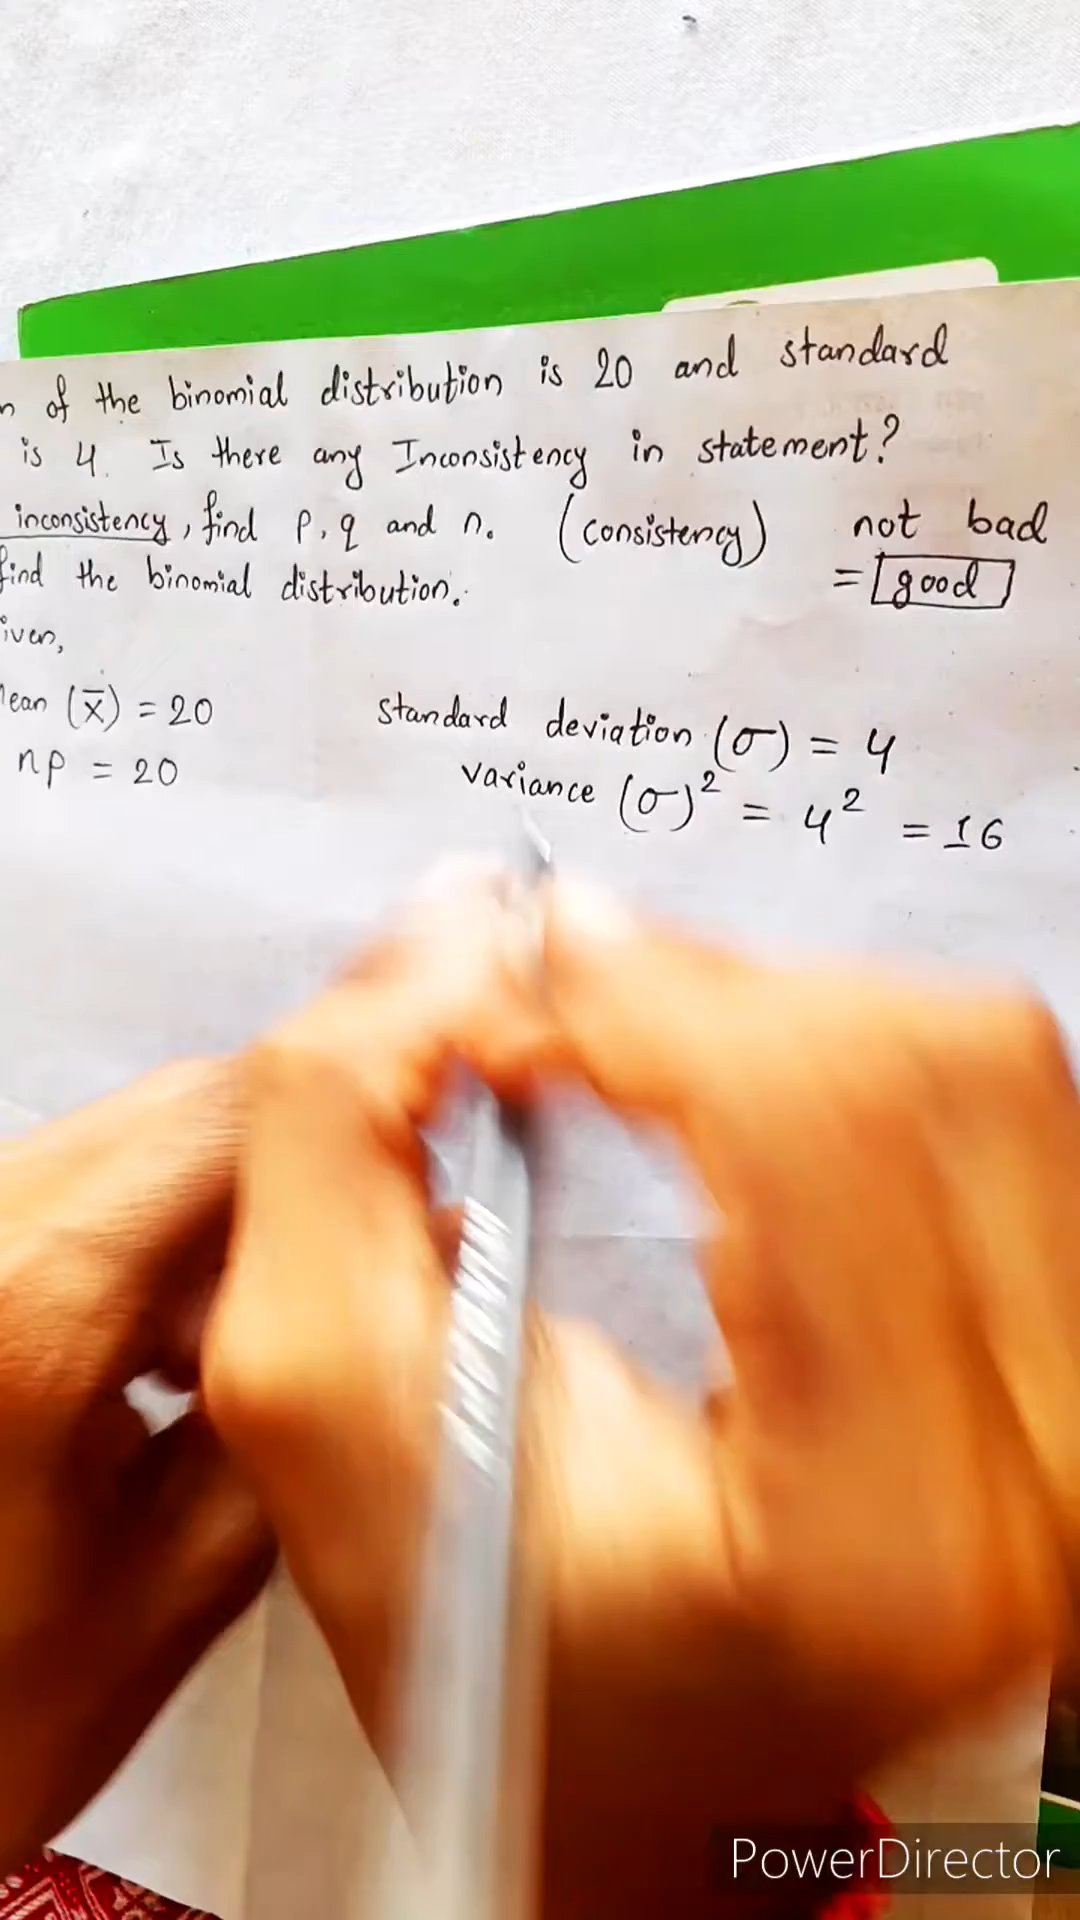 of the binomial distribution is 20 and standard
is 4. Is there any Inconsistency in statement?
inconsistency, find p, q and n. (consistency) not bad
find the binomial distribution. = good
iven,
ean (x̄) = 20 standard deviation (σ) = 4
np = 20 variance (σ)² = 4² = 16
PowerDirector